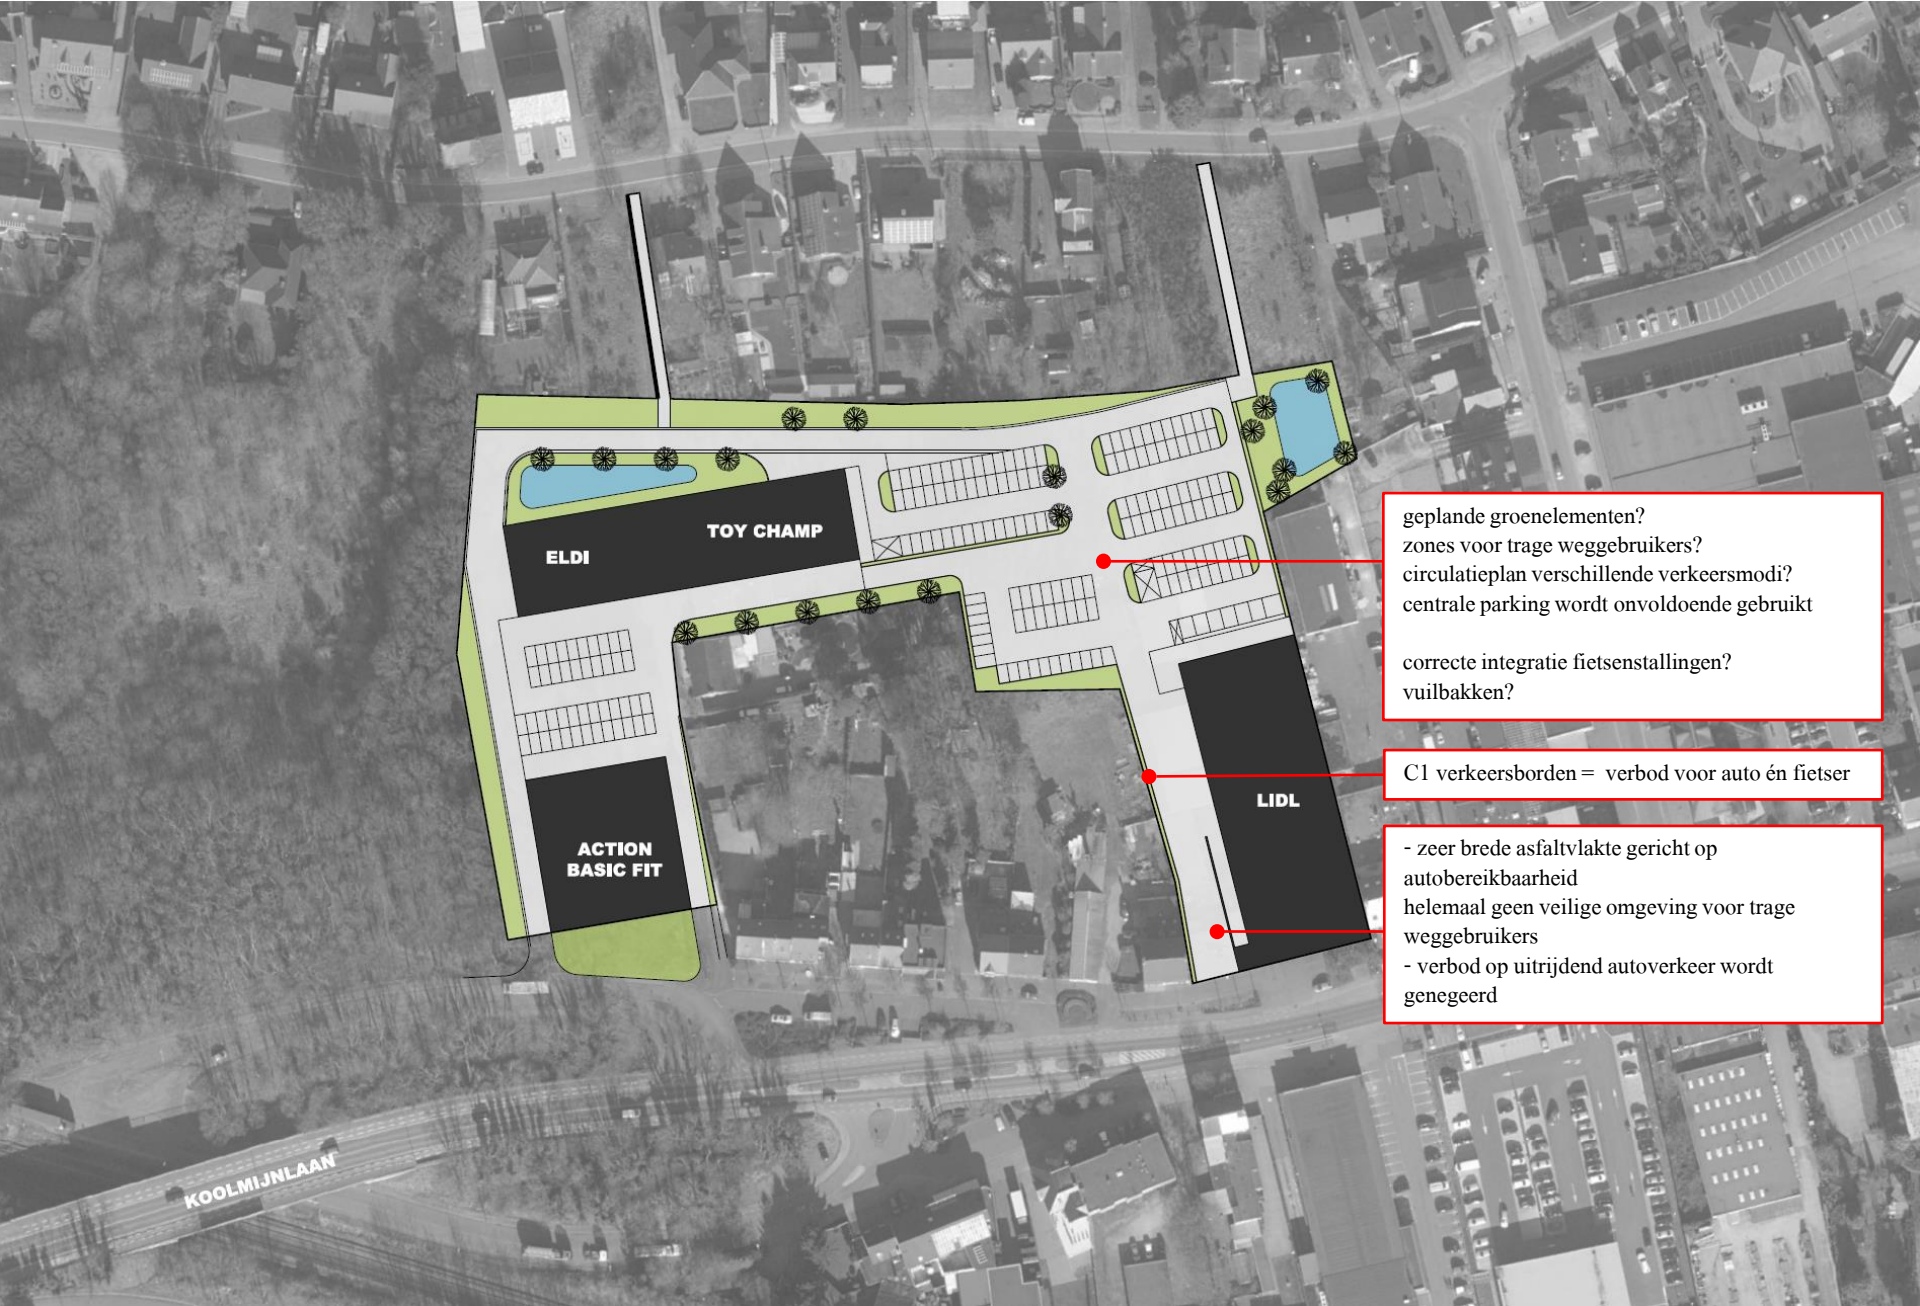 geplande groenelementen?
zones voor trage weggebruikers?
circulatieplan verschillende verkeersmodi?
centrale parking wordt onvoldoende gebruikt
correcte integratie fietsenstallingen?
vuilbakken?
TOY CHAMP
ELDI
C1 verkeersborden = verbod voor auto én fietser
LIDL
ACTION
BASIC FIT
- zeer brede asfaltvlakte gericht op
autobereikbaarheid
helemaal geen veilige omgeving voor trage
weggebruikers
- verbod op uitrijdend autoverkeer wordt
genegeerd
KOOLMIJNLAAN